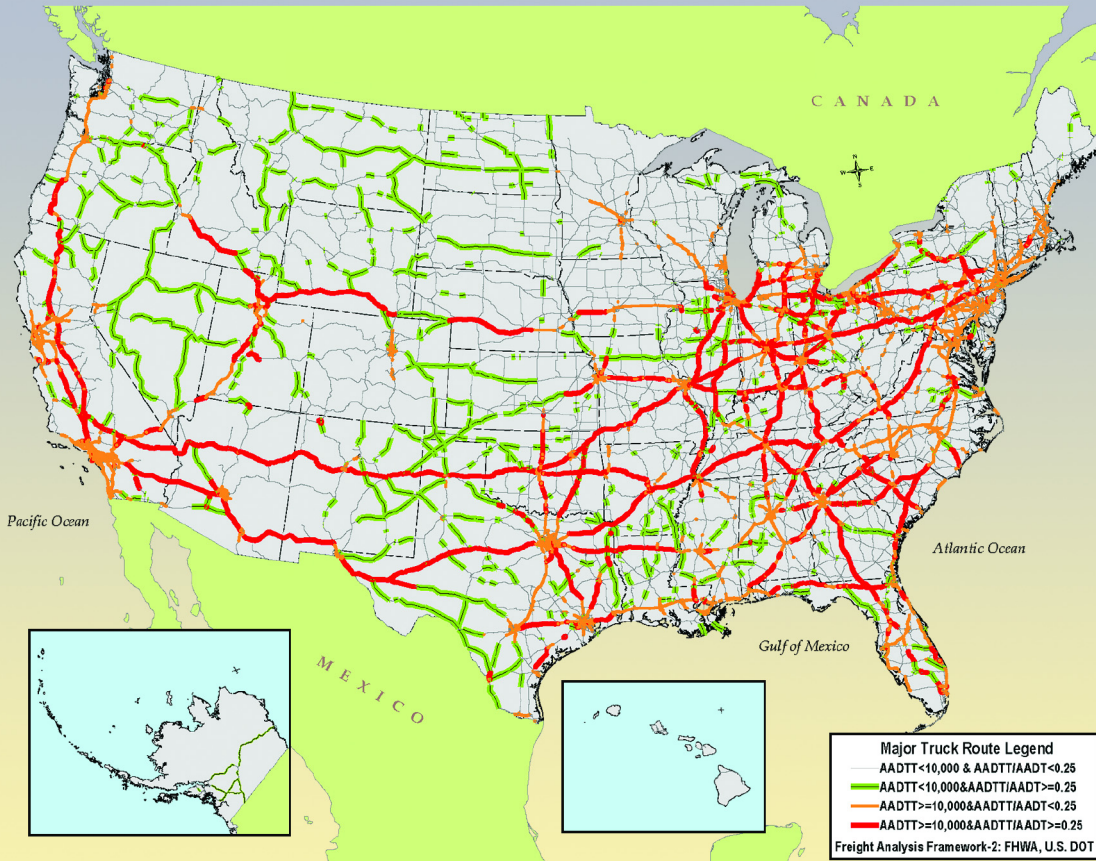 CANADA
N
W E
S
Pacific Ocean
Atlantic Ocean
Gulf of Mexico
MEXICO
Major Truck Route Legend
AADTT<10,000 & AADTT/AADT<0.25
AADTT<10,000&AADTT/AADT>=0.25
AADTT>=10,000&AADTT/AADT<0.25
AADTT>=10,000&AADTT/AADT>=0.25
Freight Analysis Framework-2: FHWA, U.S. DOT